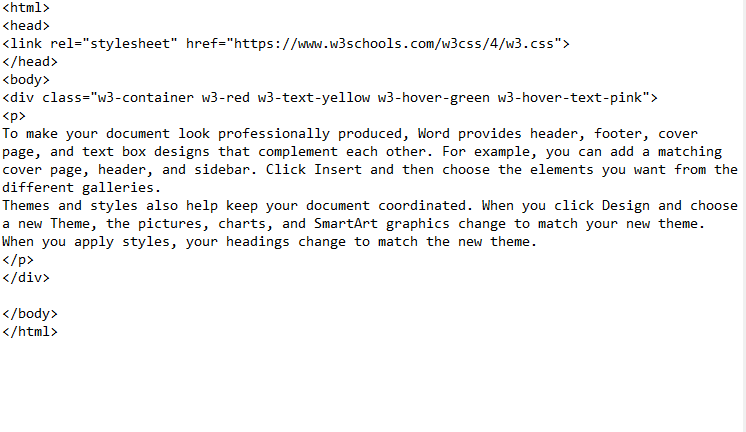 <html>
<head>
<link rel="stylesheet" href="https://www.w3schools.com/w3css/4/w3.css">
</head>
<body>
<div class="w3-container w3-red w3-text-yellow w3-hover-green w3-hover-text-pink">
<p>
To make your document look professionally produced, Word provides header, footer, cover
page, and text box designs that complement each other. For example, you can add a matching
cover page, header, and sidebar. Click Insert and then choose the elements you want from the
different galleries.
Themes and styles also help keep your document coordinated. When you click Design and choose
a new Theme, the pictures, charts, and SmartArt graphics change to match your new theme.
When you apply styles, your headings change to match the new theme.
</p>
</div>
</body>
</html>